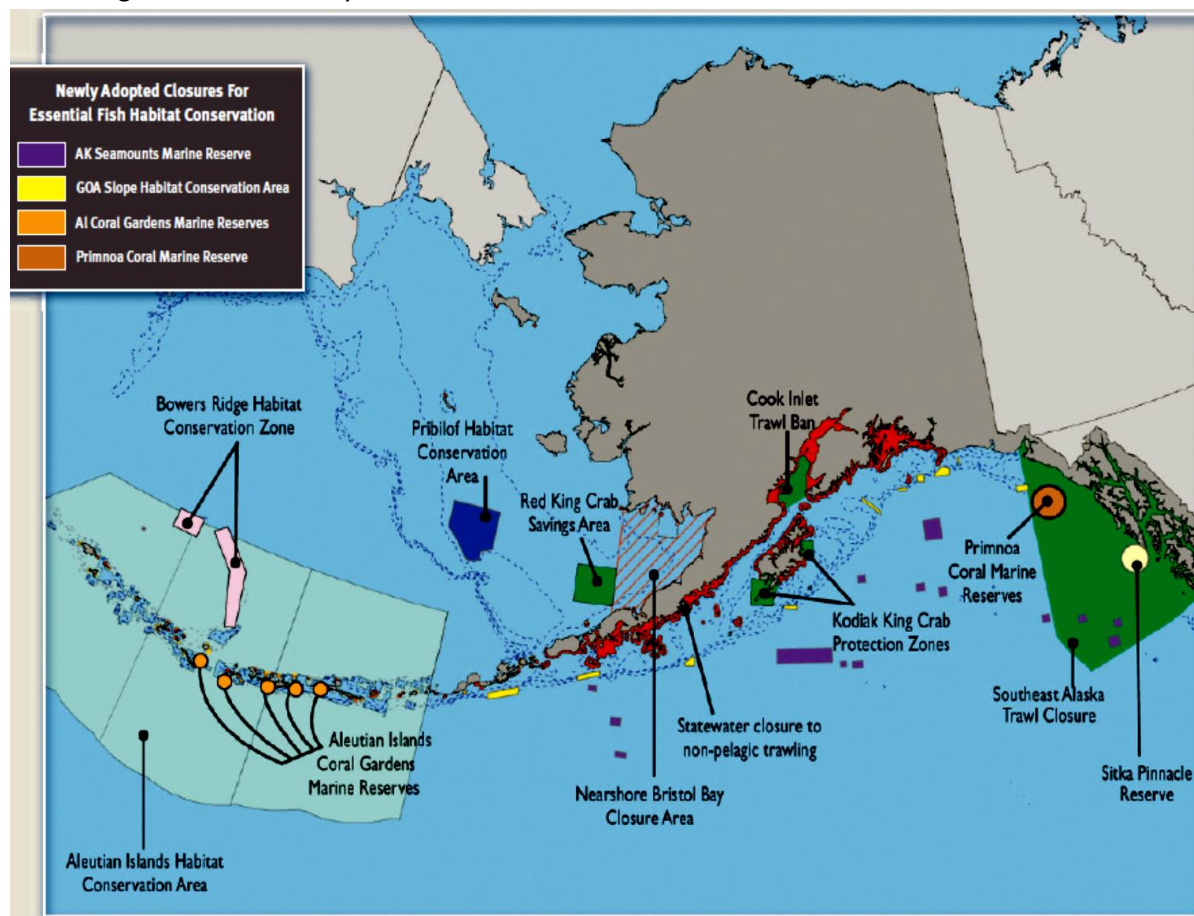 Newly Adopted Closures For
Essential Fish Habitat Conservation
AK Seamounts Marine Reserve
GOA Slope Habitat Conservation Area
AI Coral Gardens Marine Reserves
Primnoa Coral Marine Reserve
Bowers Ridge Habitat
Conservation Zone
Pribilof Habitat
Conservation
Area
Red King Crab
Savings Area
Cook Inlet
Trawl Ban
Primnoa
Coral Marine
Reserves
Kodiak King Crab
Protection Zones
Southeast Alaska
Trawl Closure
Sitka Pinnacle
Reserve
Statewater closure to
non-pelagic trawling
Nearshore Bristol Bay
Closure Area
Aleutian Islands
Coral Gardens
Marine Reserves
Aleutian Islands Habitat
Conservation Area